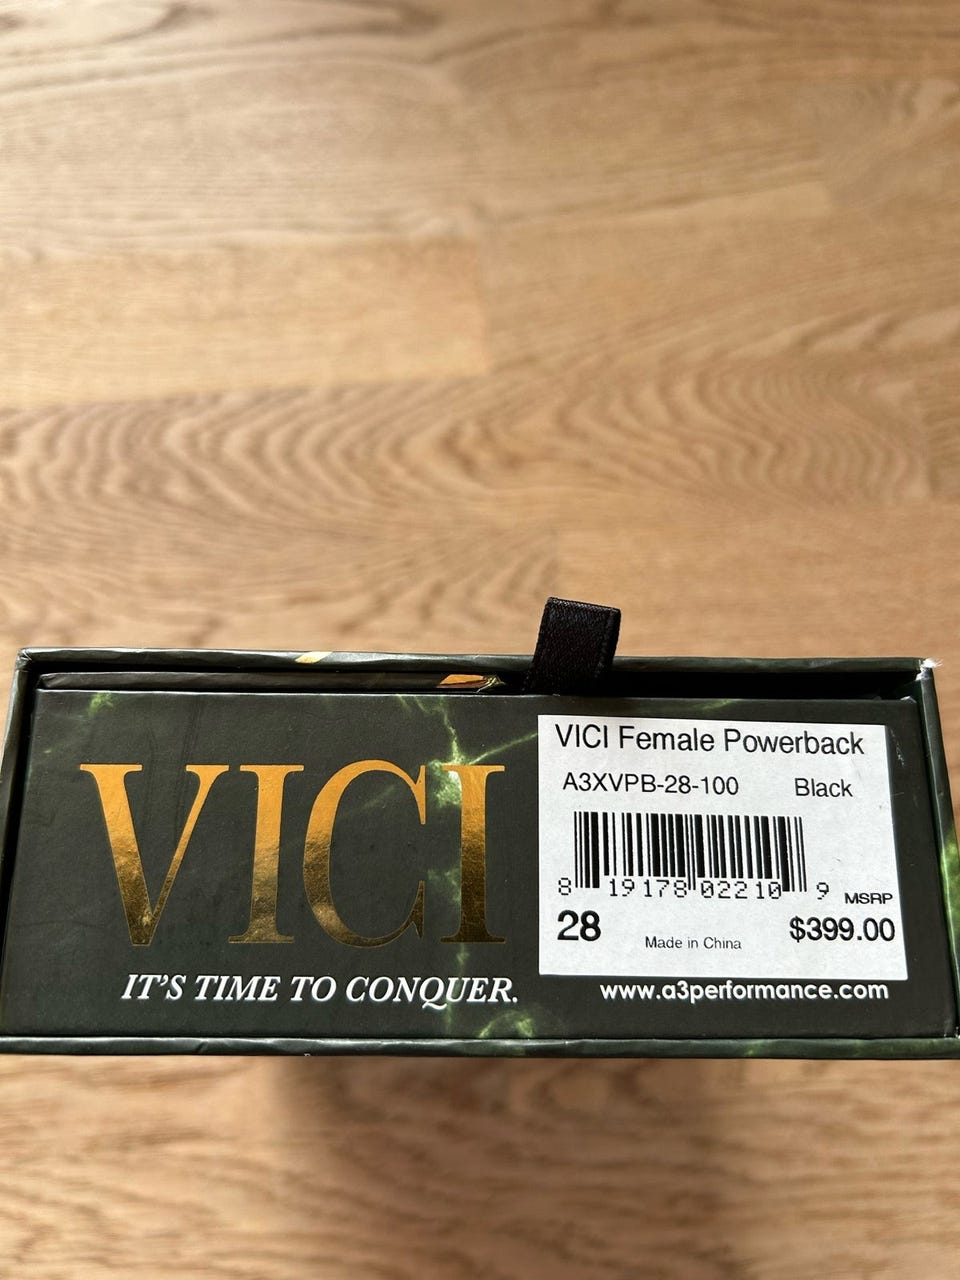 VICI
IT'S TIME TO CONQUER.
VICI Female Powerback
A3XVPB-28-100 Black
8 19178 02210 9
MSRP
28 Made in China $399.00
www.a3performance.com